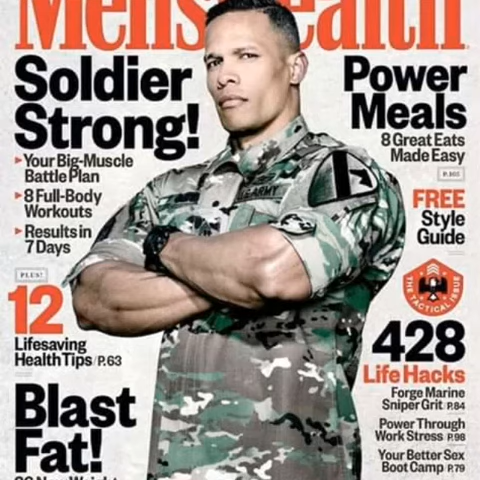 Men's Health
Soldier
Strong!
Your Big-Muscle
Battle Plan
8 Full-Body
Workouts
Results in
7 Days
PLUS!
12
Lifesaving
Health Tips P.63
Blast
Fat!
Power
Meals
8 Great Eats
Made Easy
FREE
Style
Guide
THE TACTICAL ISSUE
428
Life Hacks
Forge Marine
Sniper Grit P.84
Power Through
Work Stress P.98
Your Better Sex
Boot Camp P.79
ARMY